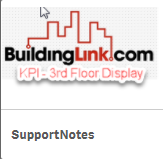 BuildingLink.com
KPI - 3rd Floor Display
SupportNotes